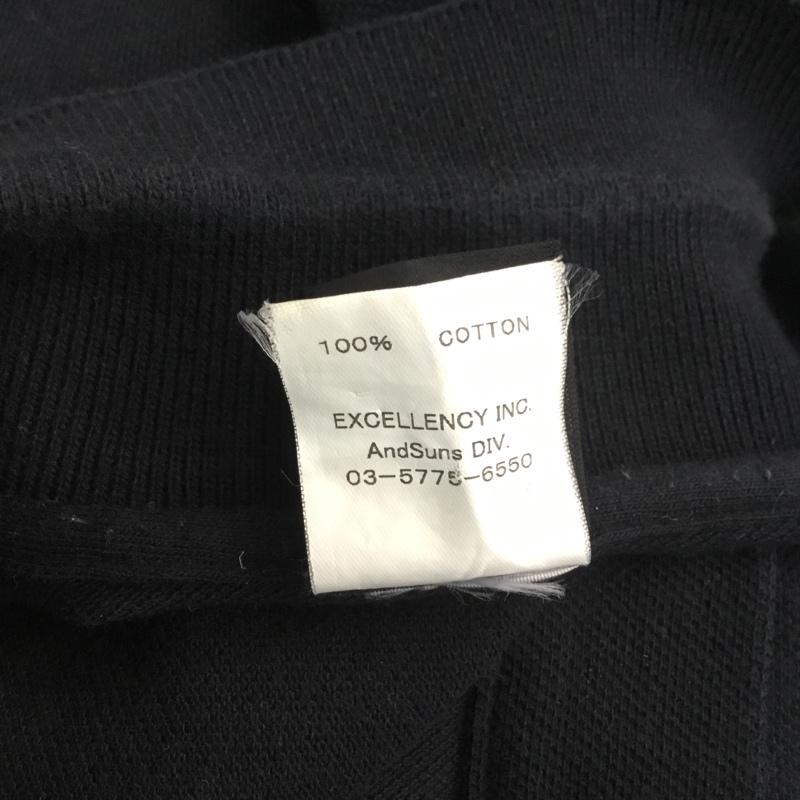 100% COTTON
EXCELLENCY INC.
AndSuns DIV.
03-5775-6550